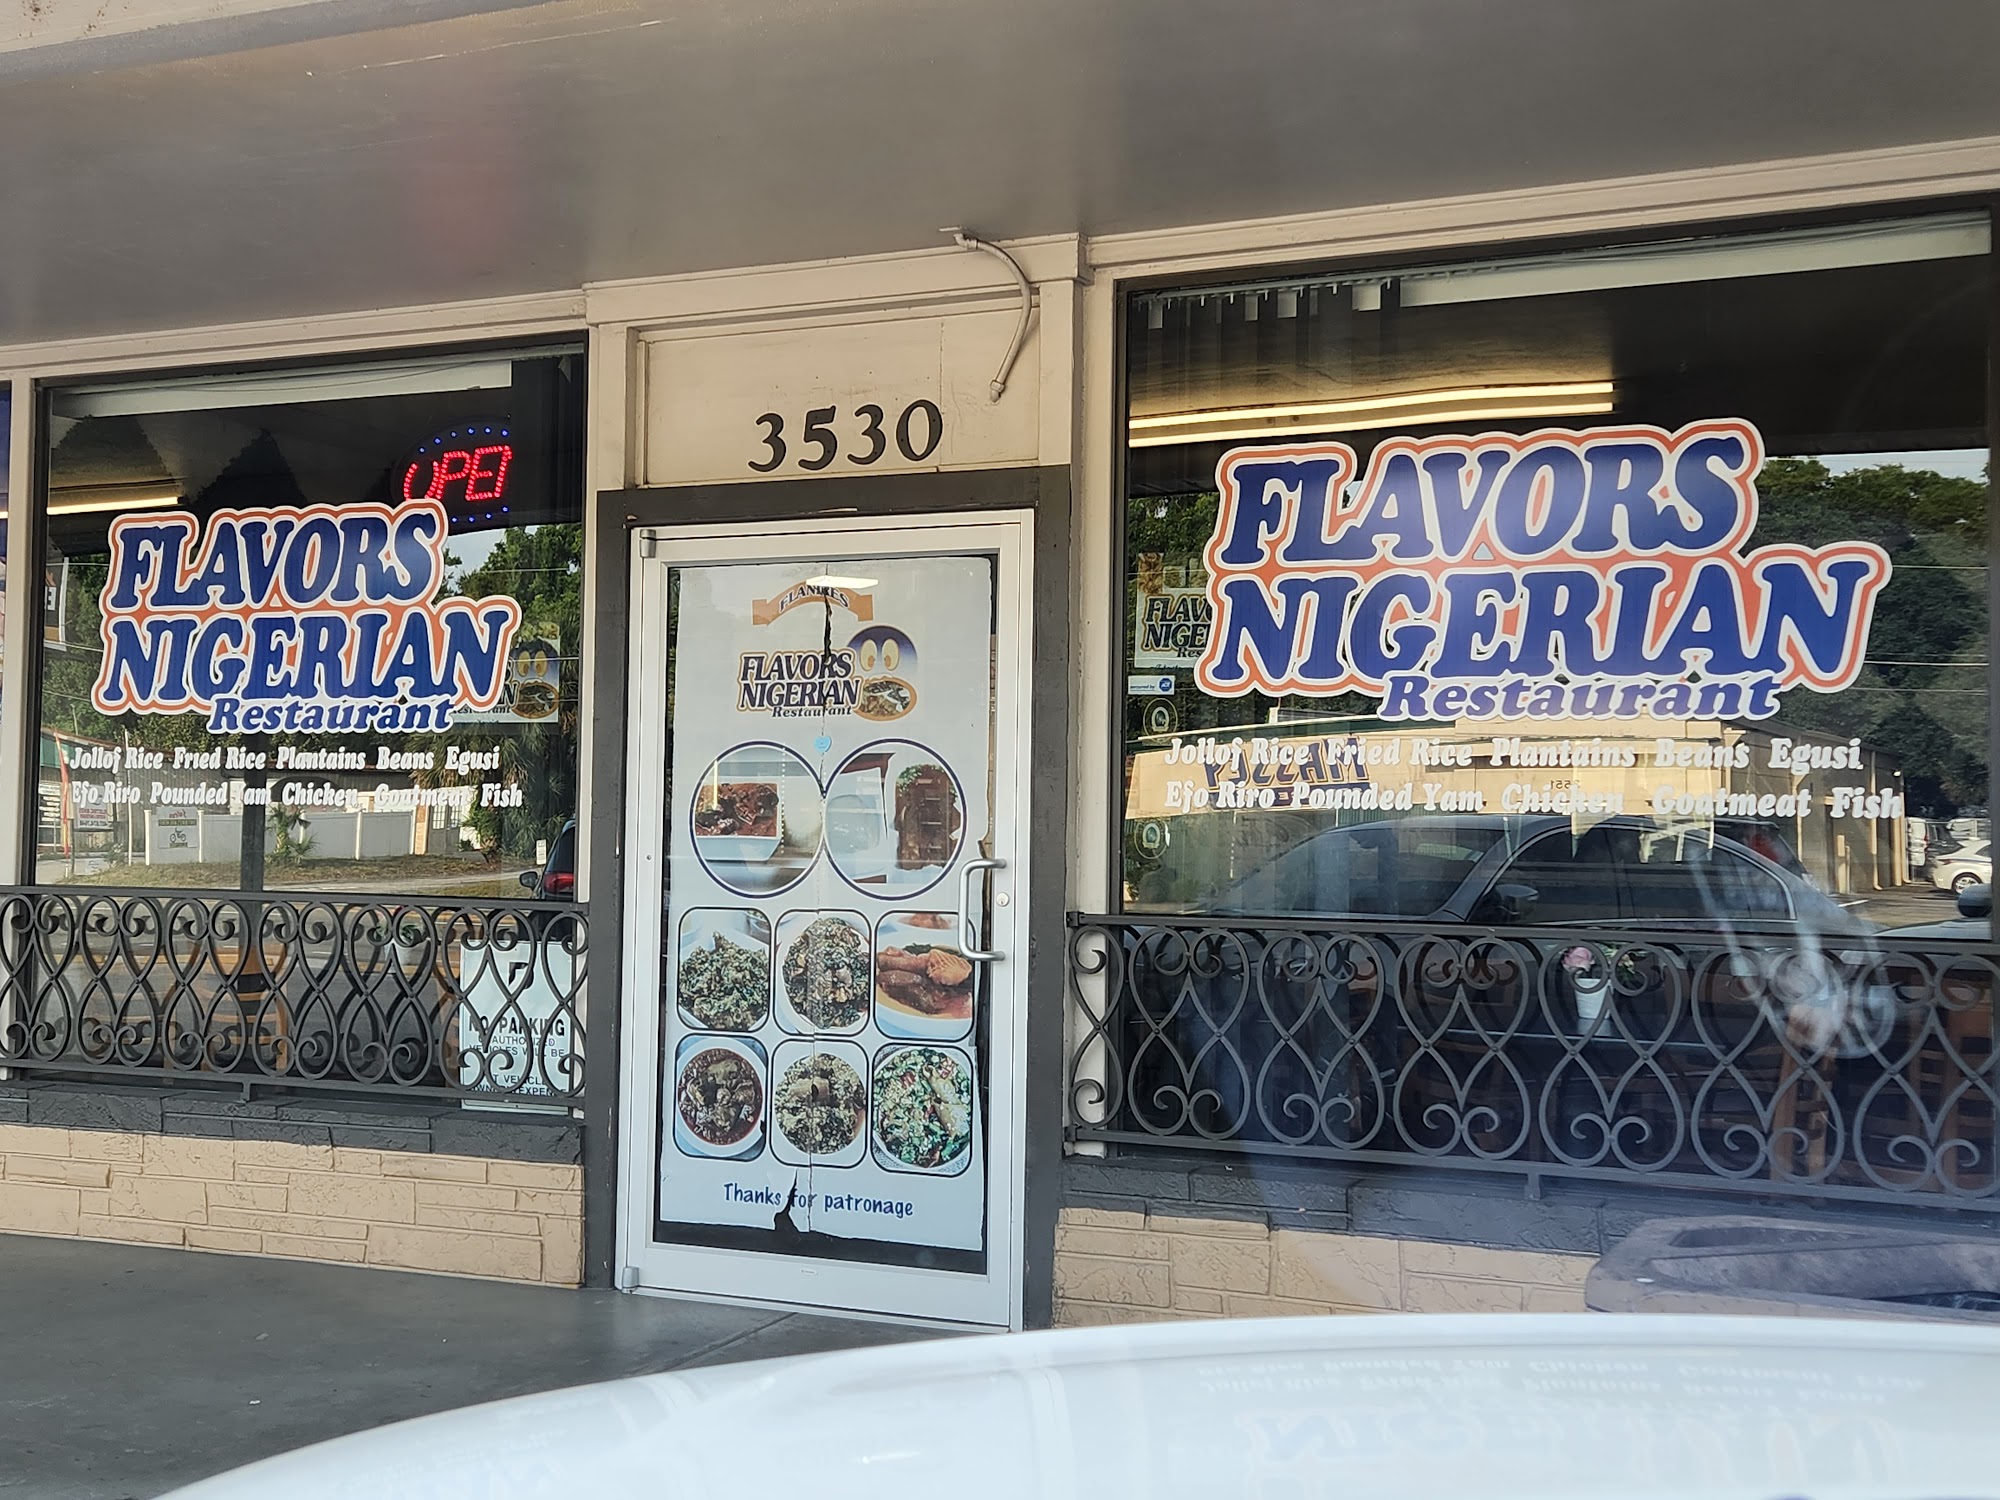 3530
FLAVORS
NIGERIAN
Restaurant
Jollof Rice Fried Rice Plantains Beans Egusi
Efo Riro Pounded Yam Chicken Goatmeat Fish
NO PARKING
FLAVORS
NIGERIAN
Restaurant
Thanks for patronage
FLAVORS
NIGERIAN
Restaurant
Jollof Rice Fried Rice Plantains Beans Egusi
Efo Riro Pounded Yam Chicken Goatmeat Fish
secured by